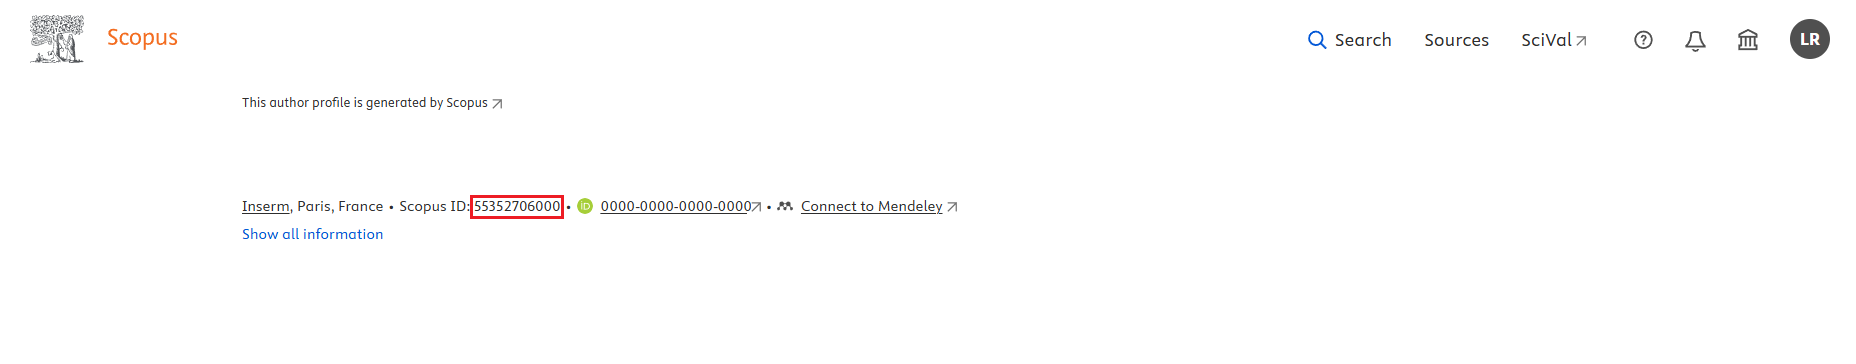 Scopus
Search Sources SciVal LR
This author profile is generated by Scopus
Inserm, Paris, France • Scopus ID: 55352706000 • iD 0000-0000-0000-0000 • Connect to Mendeley
Show all information